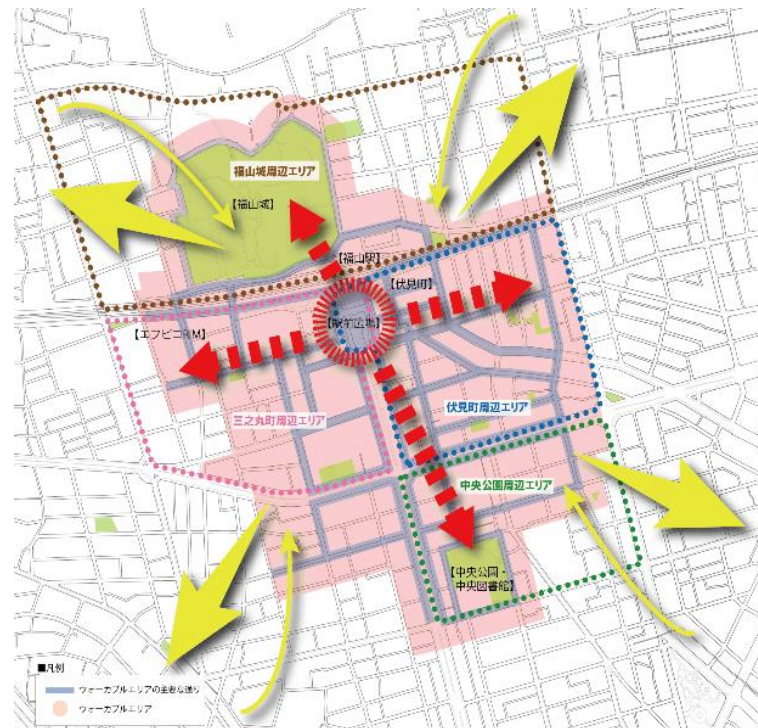 福山城周辺エリア
【福山城】
【福山駅】
【伏見町】
【エフピコRiM】
【駅前広場】
三之丸町周辺エリア
伏見町周辺エリア
中央公園周辺エリア
【中央公園・
中央図書館】
■凡例
ウォーカブルエリアの主要な通り
ウォーカブルエリア